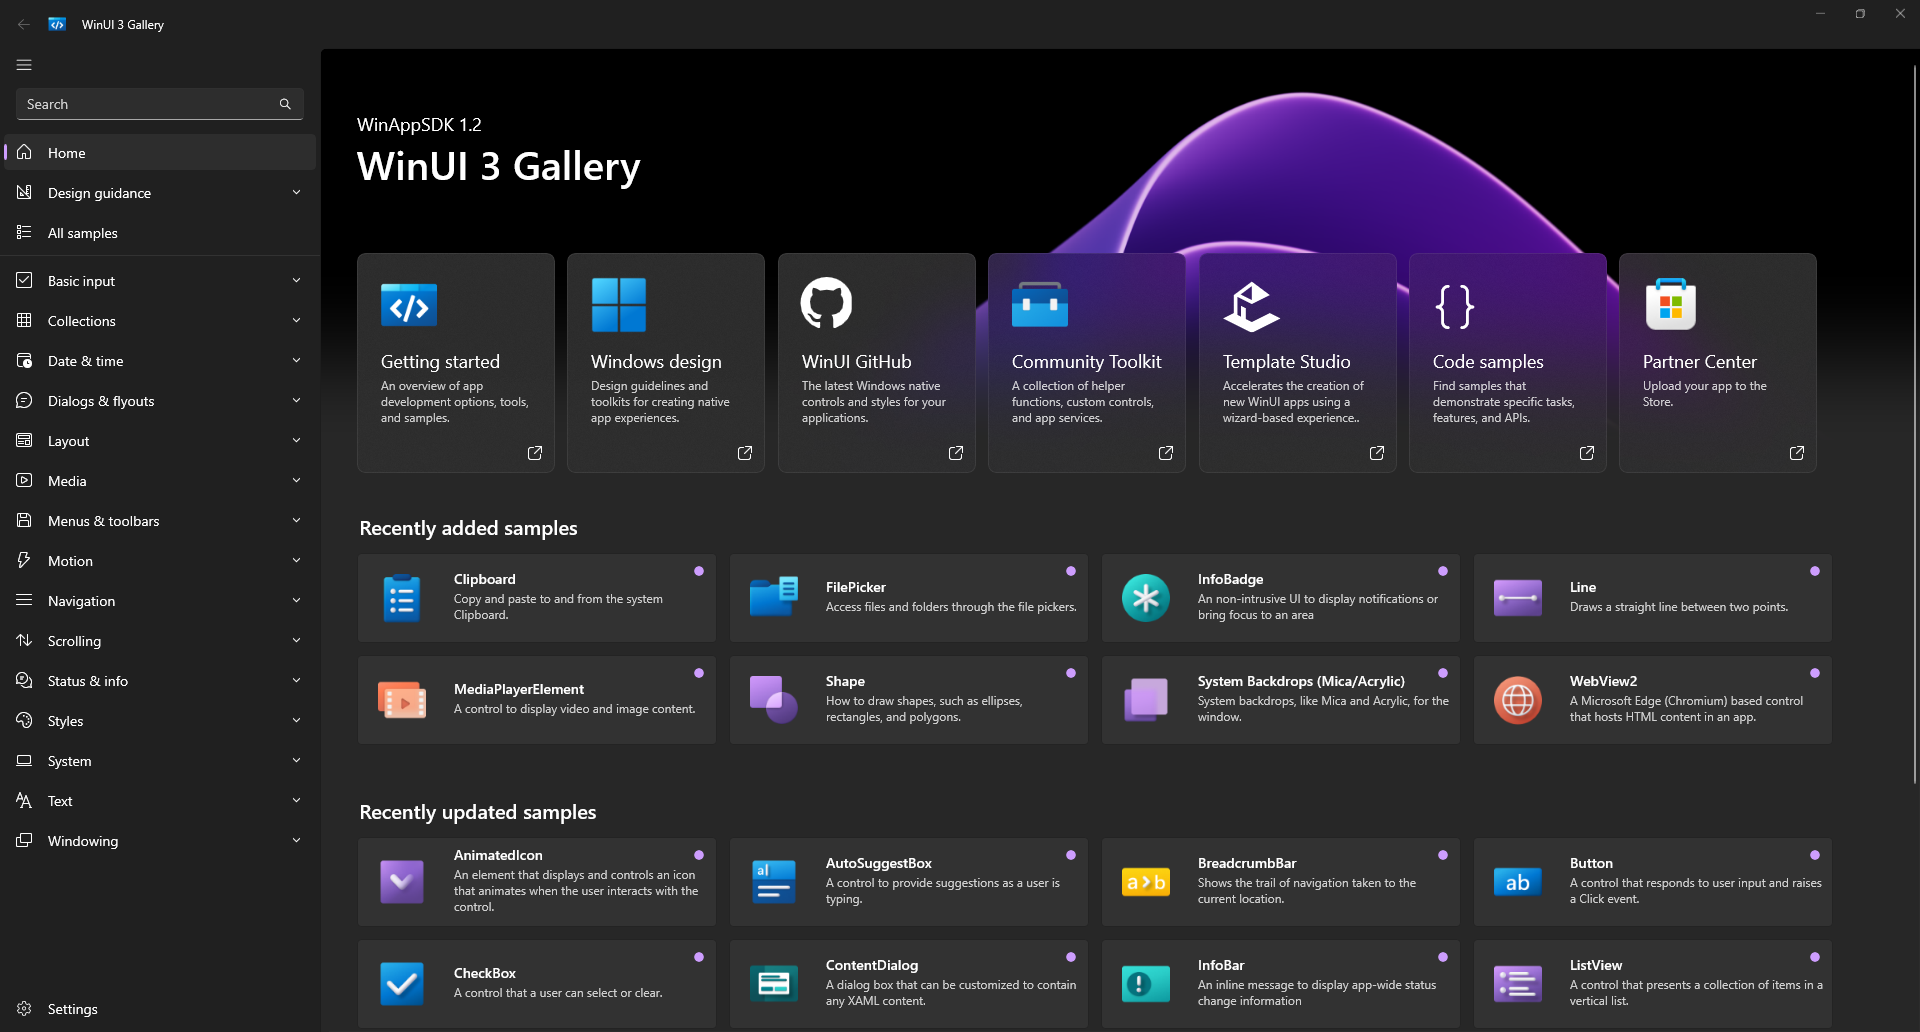 WinUI 3 Gallery
Search
Home
Design guidance
All samples
Basic input
Collections
Date & time
Dialogs & flyouts
Layout
Media
Menus & toolbars
Motion
Navigation
Scrolling
Status & info
Styles
System
Text
Windowing
Settings
WinAppSDK 1.2
WinUI 3 Gallery
Getting started
An overview of app
development options, tools,
and samples.
Windows design
Design guidelines and
toolkits for creating native
app experiences.
WinUI GitHub
The latest Windows native
controls and styles for your
applications.
Community Toolkit
A collection of helper
functions, custom controls,
and app services.
Template Studio
Accelerates the creation of
new WinUI apps using a
wizard-based experience..
{ }
Code samples
Find samples that
demonstrate specific tasks,
features, and APIs.
Partner Center
Upload your app to the
Store.
Recently added samples
Clipboard
Copy and paste to and from the system
Clipboard.
FilePicker
Access files and folders through the file pickers.
InfoBadge
An non-intrusive UI to display notifications or
bring focus to an area
Line
Draws a straight line between two points.
MediaPlayerElement
A control to display video and image content.
Shape
How to draw shapes, such as ellipses,
rectangles, and polygons.
System Backdrops (Mica/Acrylic)
System backdrops, like Mica and Acrylic, for the
window.
WebView2
A Microsoft Edge (Chromium) based control
that hosts HTML content in an app.
Recently updated samples
AnimatedIcon
An element that displays and controls an icon
that animates when the user interacts with the
control.
al
AutoSuggestBox
A control to provide suggestions as a user is
typing.
a>b
BreadcrumbBar
Shows the trail of navigation taken to the
current location.
ab
Button
A control that responds to user input and raises
a Click event.
CheckBox
A control that a user can select or clear.
ContentDialog
A dialog box that can be customized to contain
any XAML content.
InfoBar
An inline message to display app-wide status
change information
ListView
A control that presents a collection of items in a
vertical list.